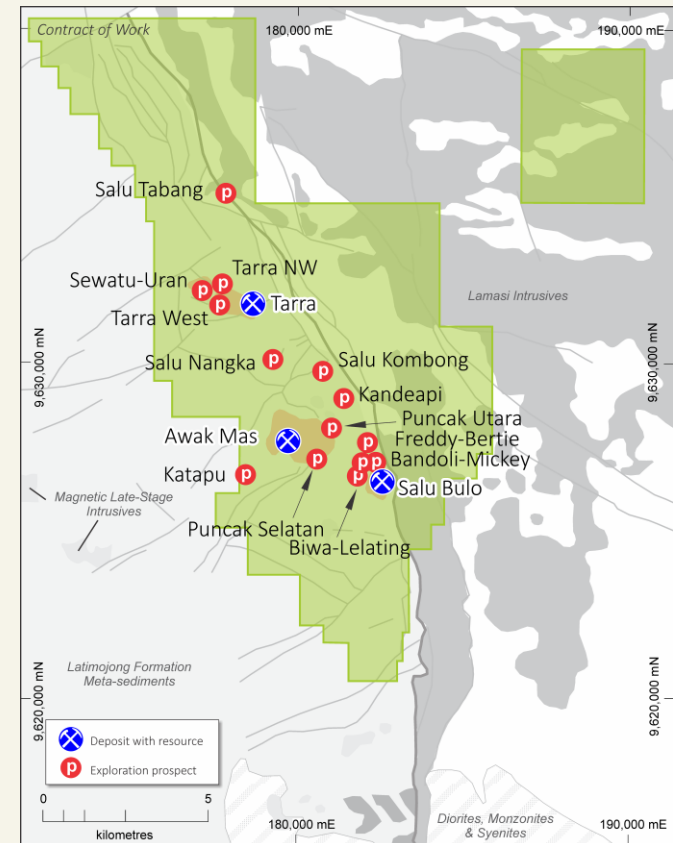 Contract of Work
180,000 mE
190,000 mE
Salu Tabang
Tarra NW
Sewatu-Uran
Tarra
Lamasi Intrusives
Tarra West
Salu Nangka
Salu Kombong
9,630,000 mN
9,630,000 mN
Kandeapi
Puncak Utara
Awak Mas
Freddy-Bertie
Bandoli-Mickey
Katapu
Salu Bulo
Magnetic Late-Stage
Intrusives
Puncak Selatan
Biwa-Lelating
Latimojong Formation
Meta-sediments
9,620,000 mN
9,620,000 mN
Deposit with resource
p Exploration prospect
0 5
kilometres
180,000 mE
Diorites, Monzonites
& Syenites
190,000 mE